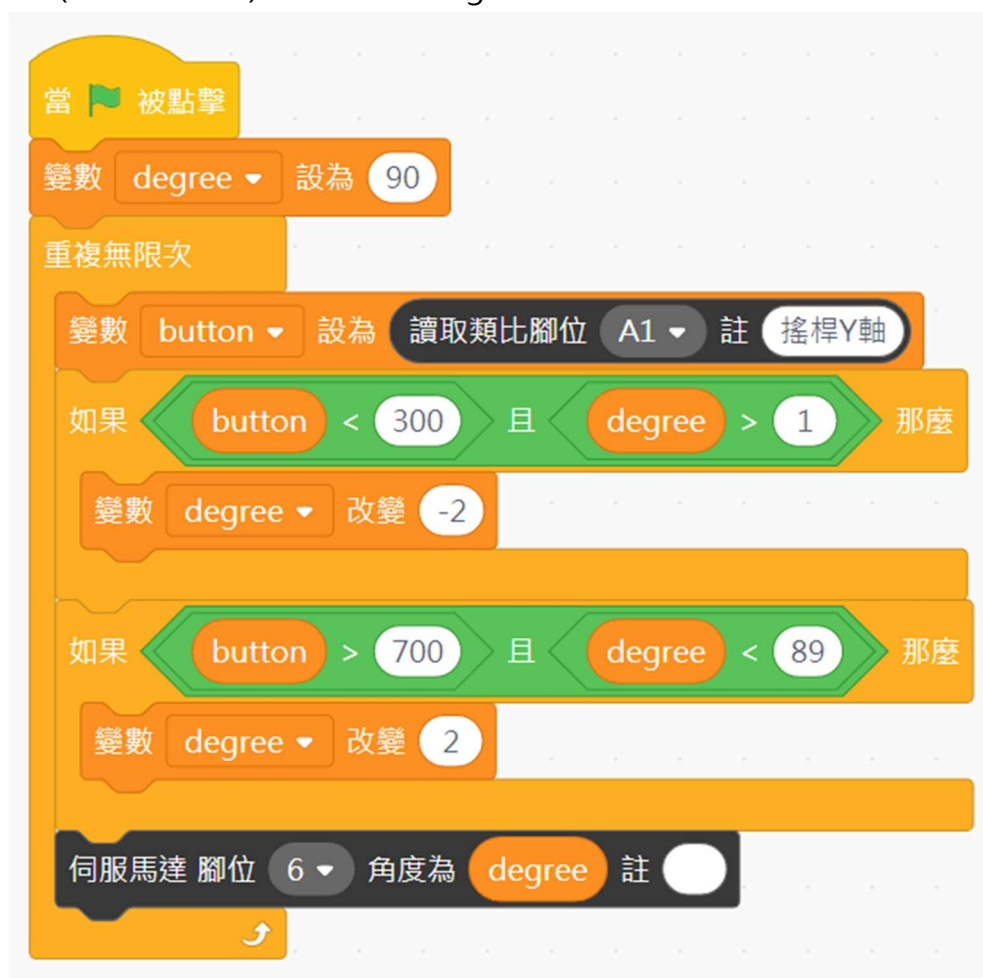 當 被點擊
變數 degree 設為 90
重複無限次
變數 button 設為 讀取類比腳位 A1 註 搖桿Y軸
如果 button < 300 且 degree > 1 那麼
變數 degree 改變 -2
如果 button > 700 且 degree < 89 那麼
變數 degree 改變 2
伺服馬達 腳位 6 角度為 degree 註